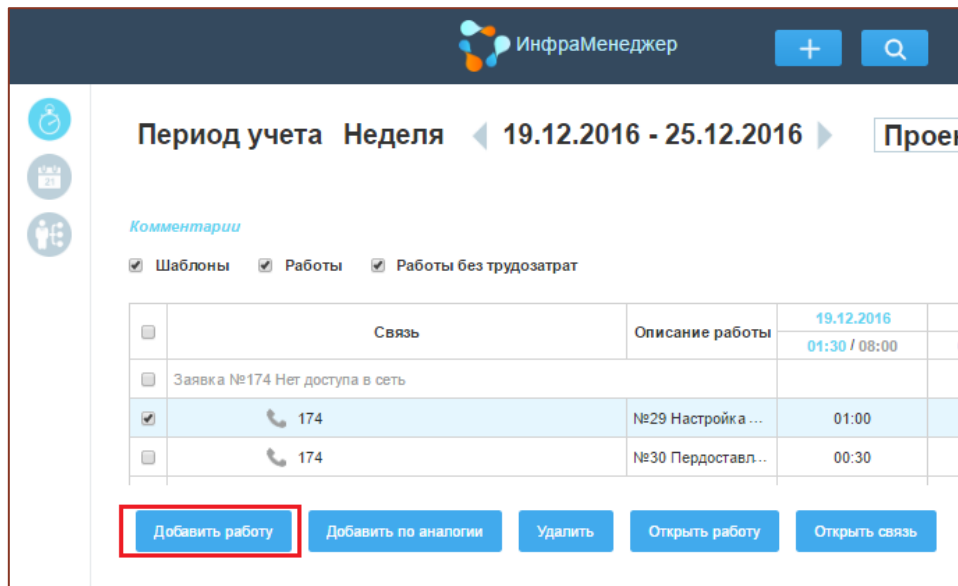 ИнфраМенеджер
Период учета Неделя 19.12.2016 - 25.12.2016
21
Комментарии
Шаблоны Работы Работы без трудозатрат
Связь Описание работы 19.12.2016
01:30 / 08:00
Заявка №174 Нет доступа в сеть
174 №29 Настройка ... 01:00
174 №30 Пердоставл... 00:30
Добавить работу Добавить по аналогии Удалить Открыть работу Открыть связь